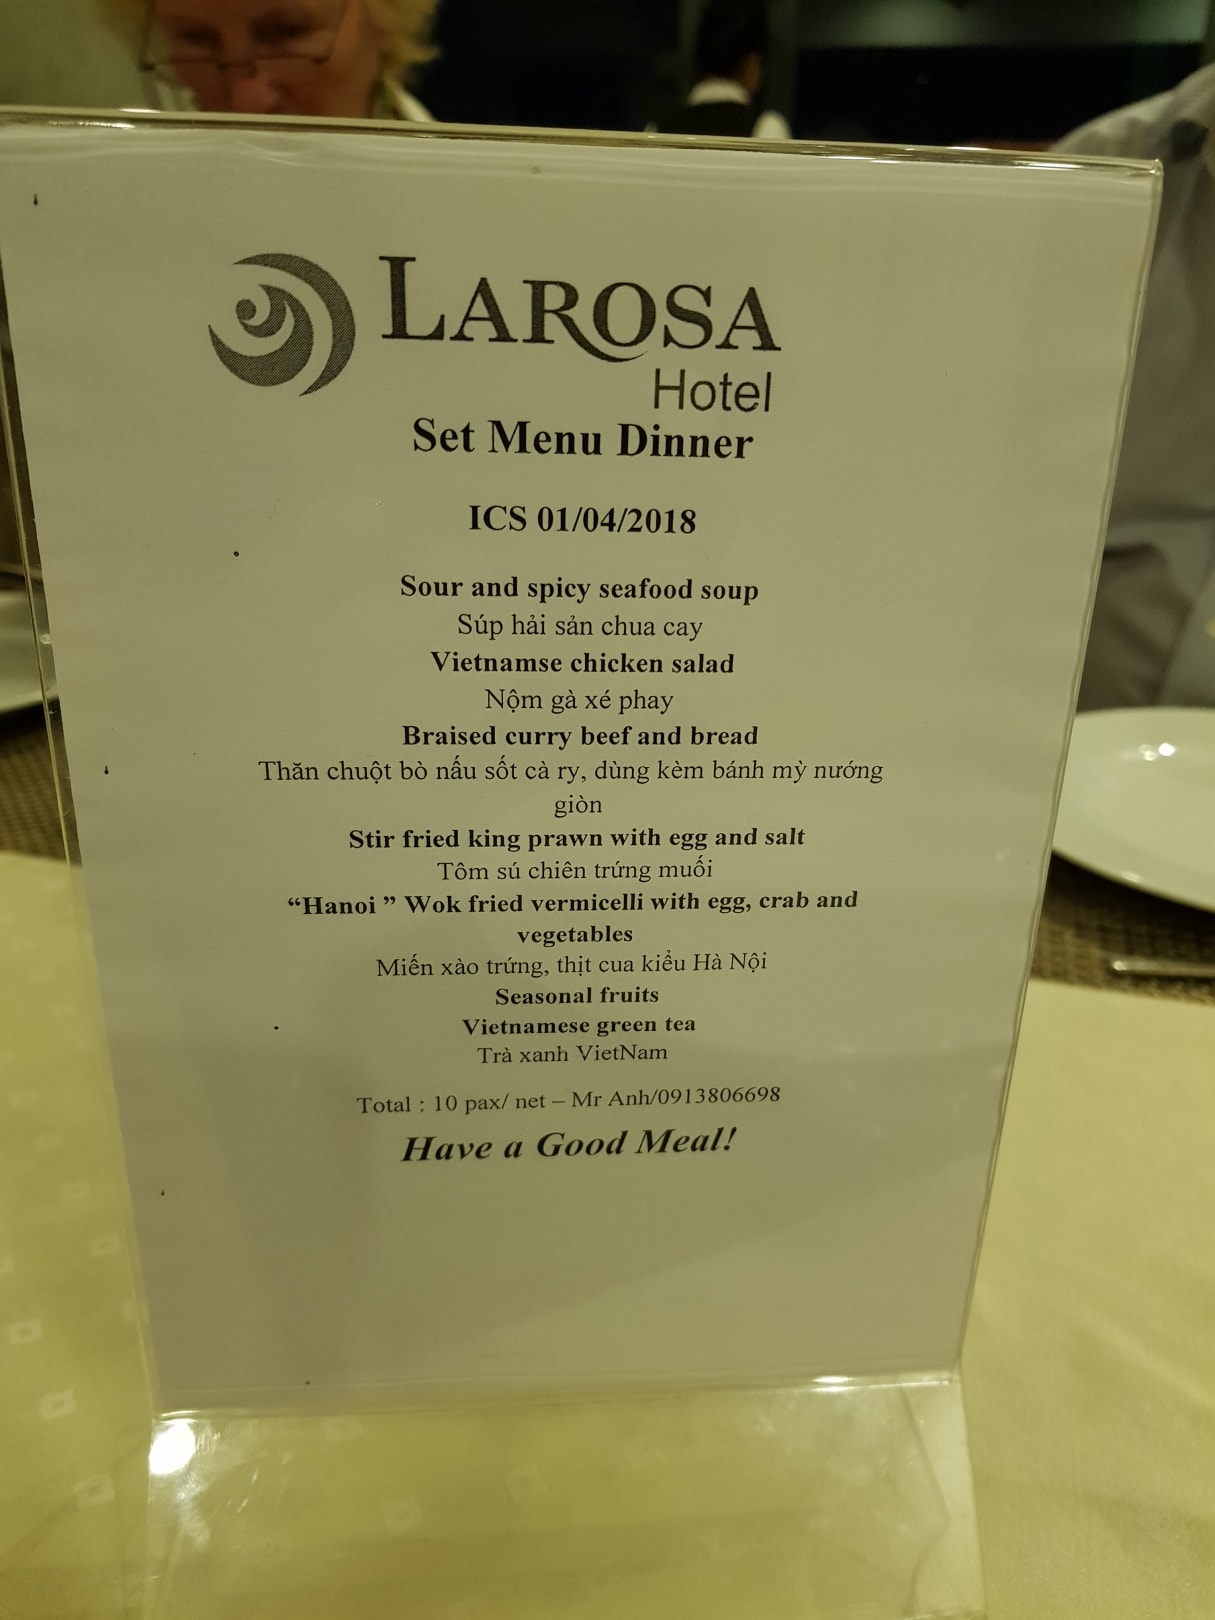 LAROSA
Hotel
Set Menu Dinner
ICS 01/04/2018
Sour and spicy seafood soup
Súp hải sản chua cay
Vietnamse chicken salad
Nộm gà xé phay
Braised curry beef and bread
Thăn chuột bò nấu sốt cà ry, dùng kèm bánh mỳ nướng
giòn
Stir fried king prawn with egg and salt
Tôm sú chiên trứng muối
“Hanoi ” Wok fried vermicelli with egg, crab and
vegetables
Miến xào trứng, thịt cua kiểu Hà Nội
Seasonal fruits
Vietnamese green tea
Trà xanh VietNam
Total : 10 pax/ net – Mr Anh/0913806698
Have a Good Meal!